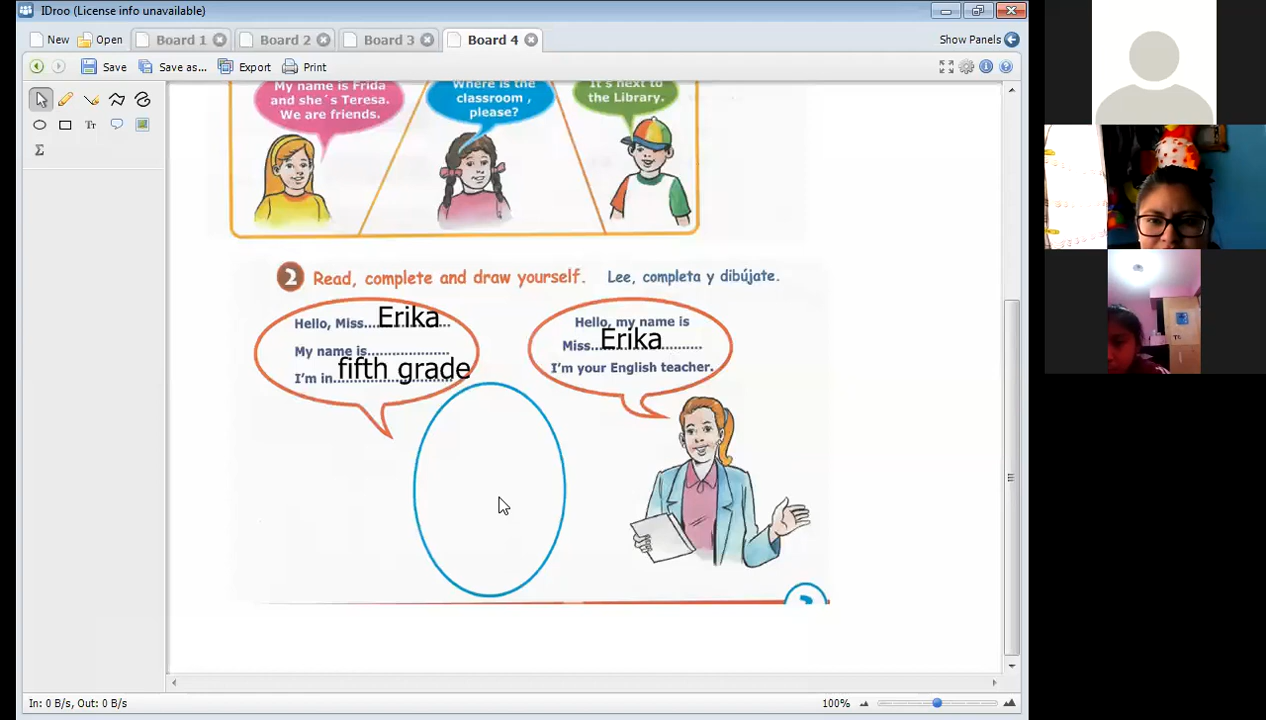 IDroo (License info unavailable)
New Open Board 1 Board 2 Board 3 Board 4 Show Panels
Save Save as... Export Print
Tt
Σ
My name is Frida
and she´s Teresa.
We are friends.
Where is the
classroom ,
please?
It's next to
the Library.
2 Read, complete and draw yourself. Lee, completa y dibújate.
Hello, Miss....Erika..
My name is....................
I'm in fifth grade
Hello, my name is
Miss..Erika..........
I'm your English teacher.
In: 0 B/s, Out: 0 B/s
100%